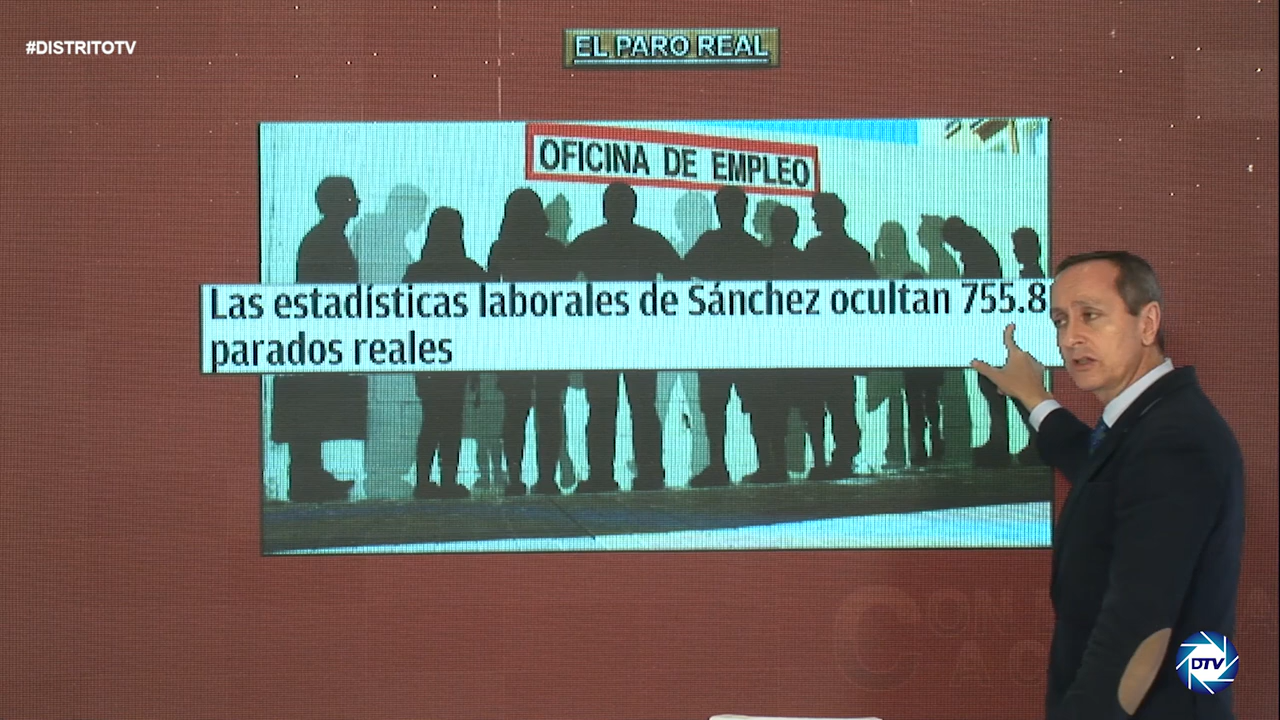 #DISTRITOTV
EL PARO REAL
OFICINA DE EMPLEO
Las estadísticas laborales de Sánchez ocultan 755.8
parados reales
DTV